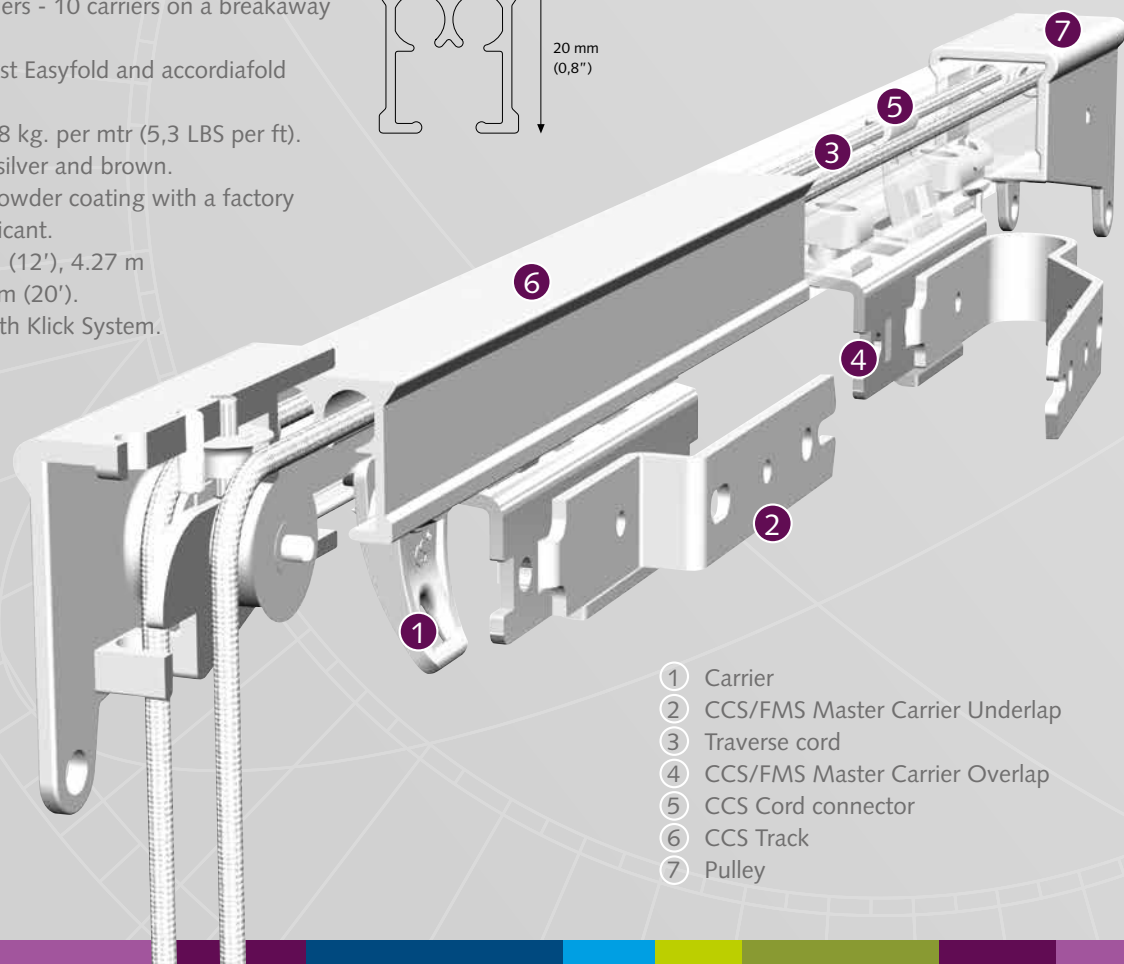 ers - 10 carriers on a breakaway
st Easyfold and accordiafold
8 kg. per mtr (5,3 LBS per ft).
silver and brown.
owder coating with a factory
icant.
(12'), 4.27 m
m (20').
th Klick System.
20 mm
(0,8")
7
5
3
6
4
2
1
1 Carrier
2 CCS/FMS Master Carrier Underlap
3 Traverse cord
4 CCS/FMS Master Carrier Overlap
5 CCS Cord connector
6 CCS Track
7 Pulley